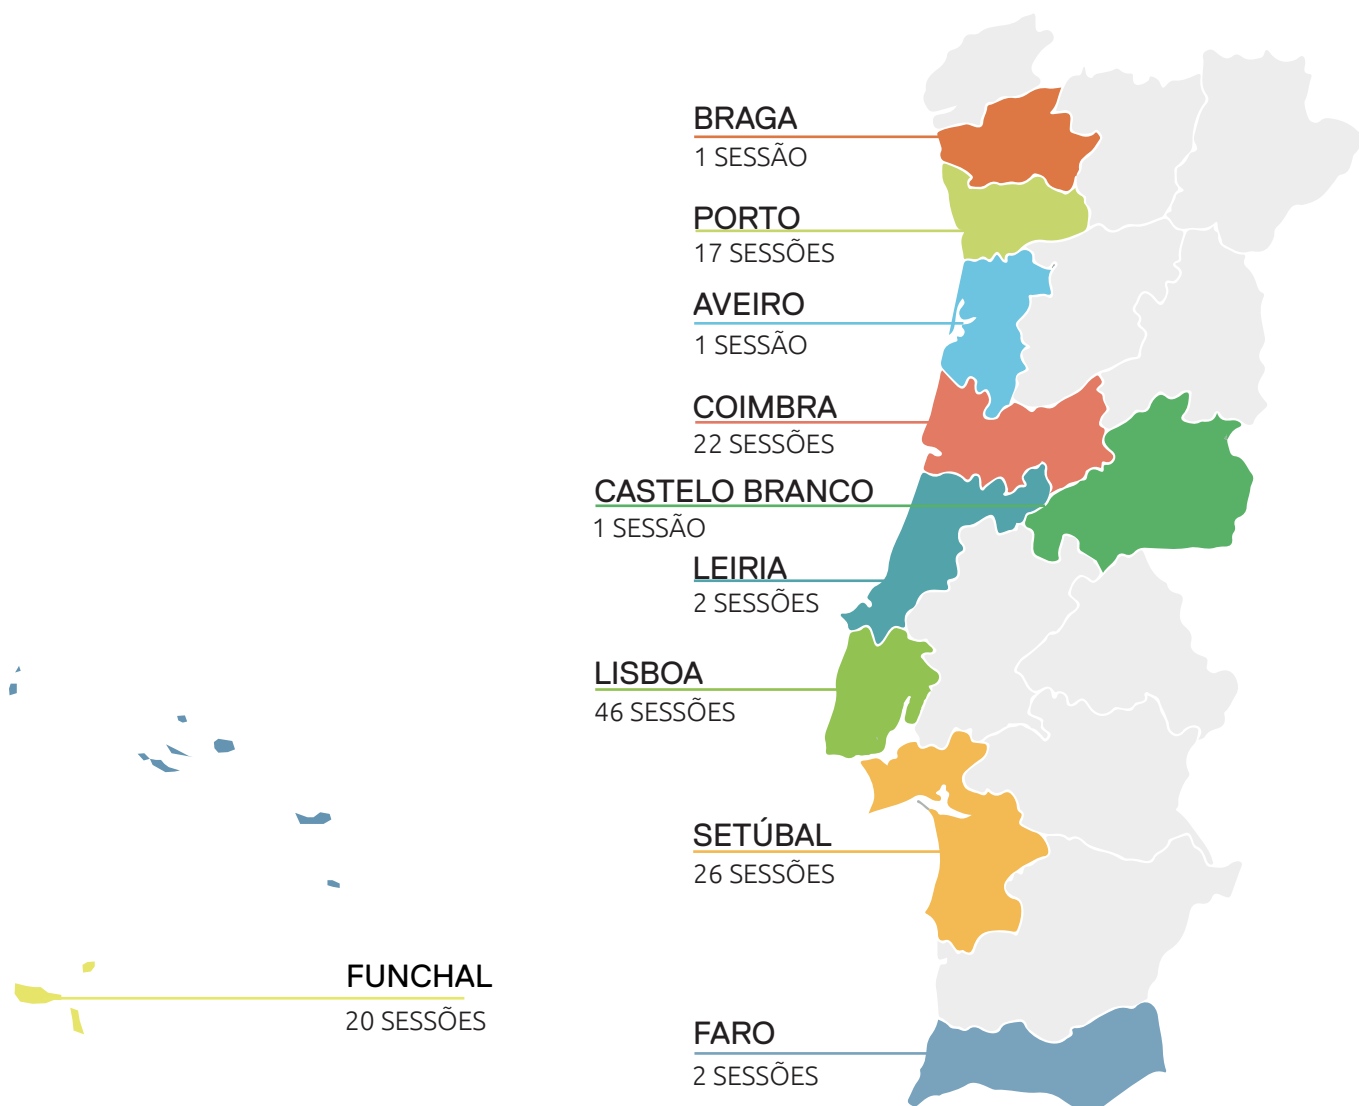 BRAGA
1 SESSÃO
PORTO
17 SESSÕES
AVEIRO
1 SESSÃO
COIMBRA
22 SESSÕES
CASTELO BRANCO
1 SESSÃO
LEIRIA
2 SESSÕES
LISBOA
46 SESSÕES
SETÚBAL
26 SESSÕES
FUNCHAL
20 SESSÕES
FARO
2 SESSÕES